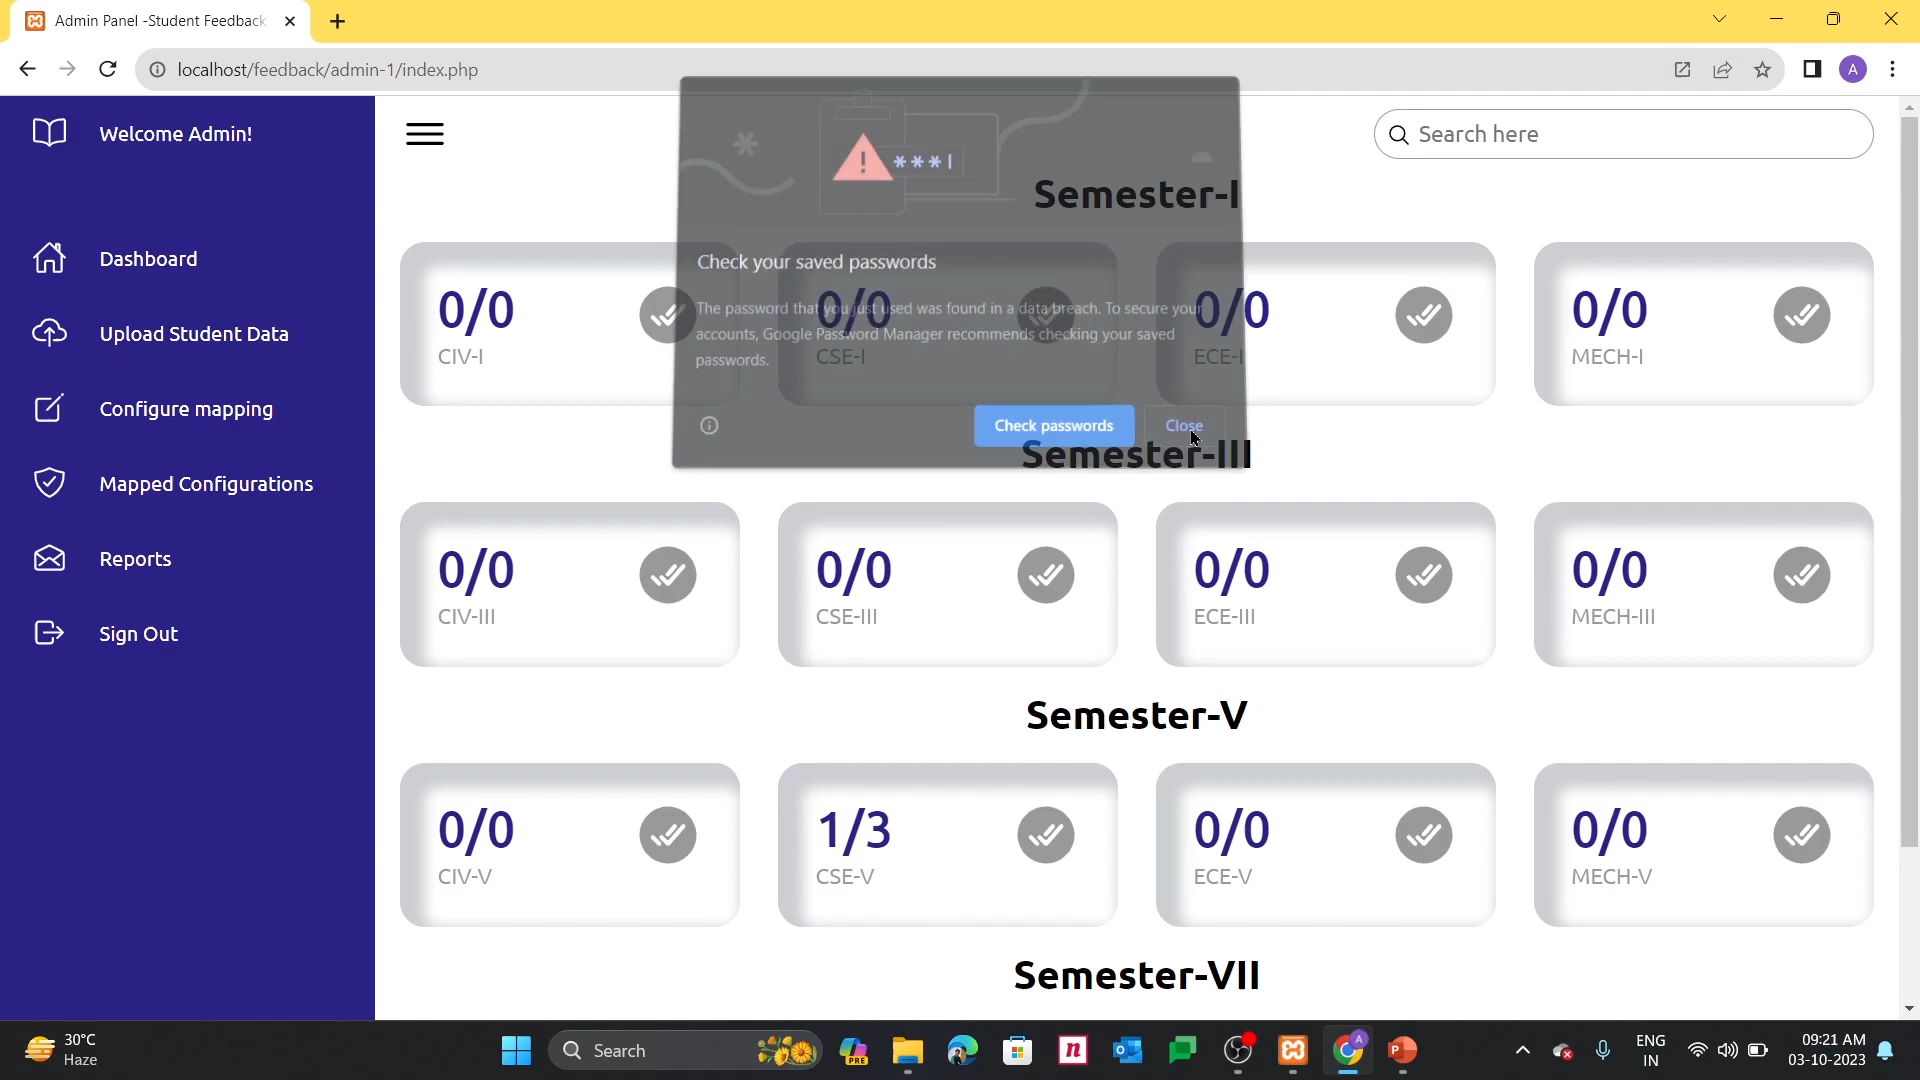 Admin Panel -Student Feedback
localhost/feedback/admin-1/index.php
A
Welcome Admin!
Dashboard
Upload Student Data
Configure mapping
Mapped Configurations
Reports
Sign Out
Search here
***
Check your saved passwords
The password that you just used was found in a data breach. To secure your
accounts, Google Password Manager recommends checking your saved
passwords.
Check passwords
Close
Semester-I
0/0
CIV-I
0/0
CSE-I
0/0
ECE-I
0/0
MECH-I
Semester-III
0/0
CIV-III
0/0
CSE-III
0/0
ECE-III
0/0
MECH-III
Semester-V
0/0
CIV-V
1/3
CSE-V
0/0
ECE-V
0/0
MECH-V
Semester-VII
30°C
Haze
Search
PRE
n
A
P
ENG
IN
09:21 AM
03-10-2023